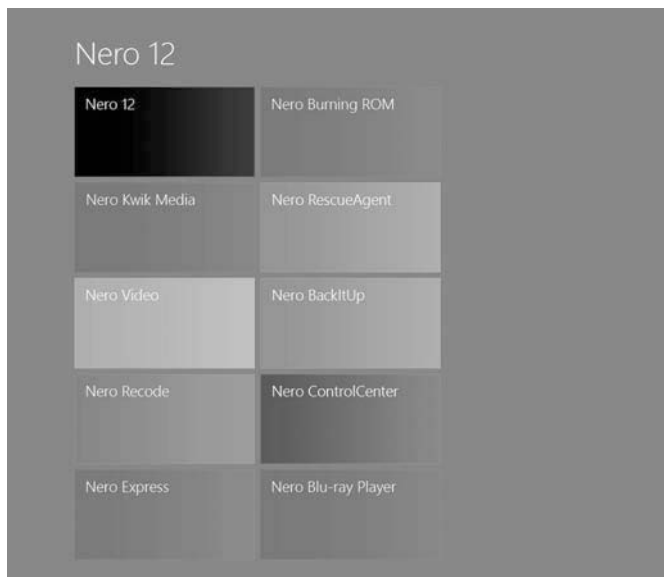 Nero 12
Nero 12
Nero Burning ROM
Nero Kwik Media
Nero RescueAgent
Nero Video
Nero BackItUp
Nero Recode
Nero ControlCenter
Nero Express
Nero Blu-ray Player